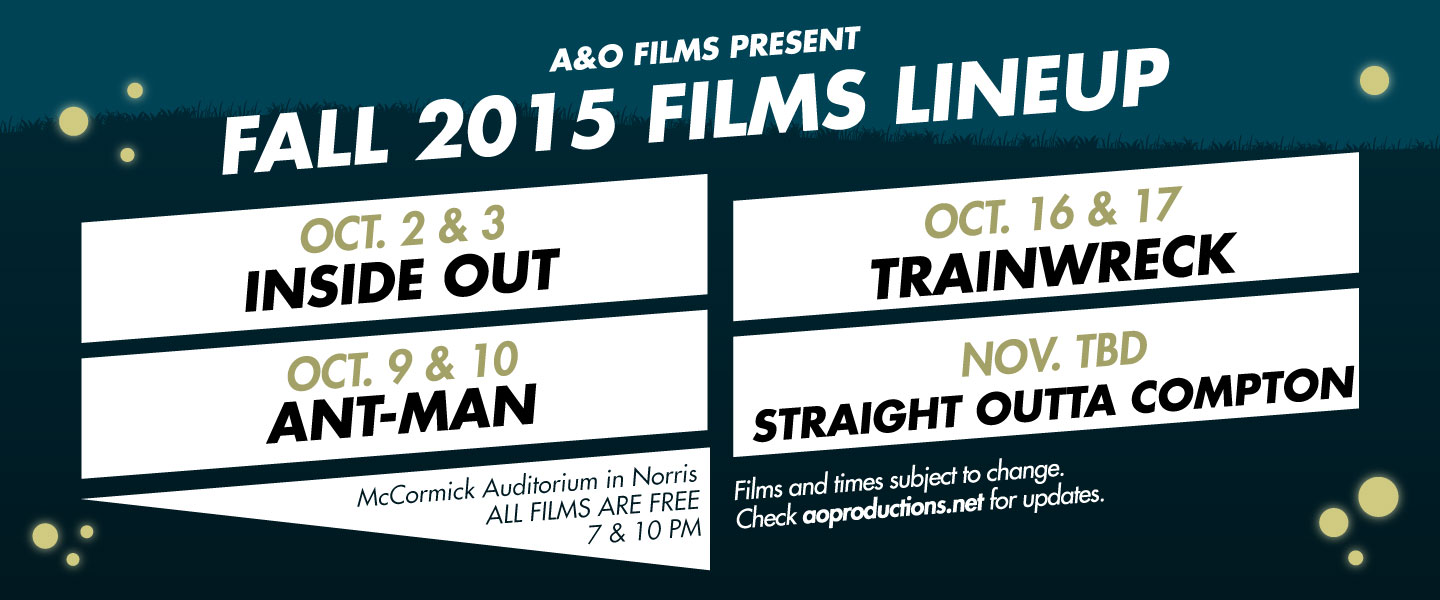 A&O FILMS PRESENT
FALL 2015 FILMS LINEUP
OCT. 2 & 3
INSIDE OUT
OCT. 9 & 10
ANT-MAN
McCormick Auditorium in Norris
ALL FILMS ARE FREE
7 & 10 PM
OCT. 16 & 17
TRAINWRECK
NOV. TBD
STRAIGHT OUTTA COMPTON
Films and times subject to change.
Check aoproductions.net for updates.